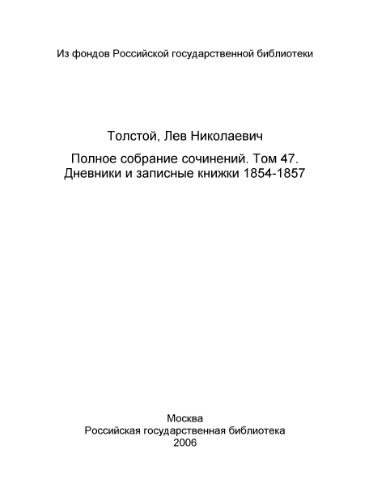 Из фондов Российской государственной библиотеки
Толстой, Лев Николаевич
Полное собрание сочинений. Том 47.
Дневники и записные книжки 1854-1857
Москва
Российская государственная библиотека
2006